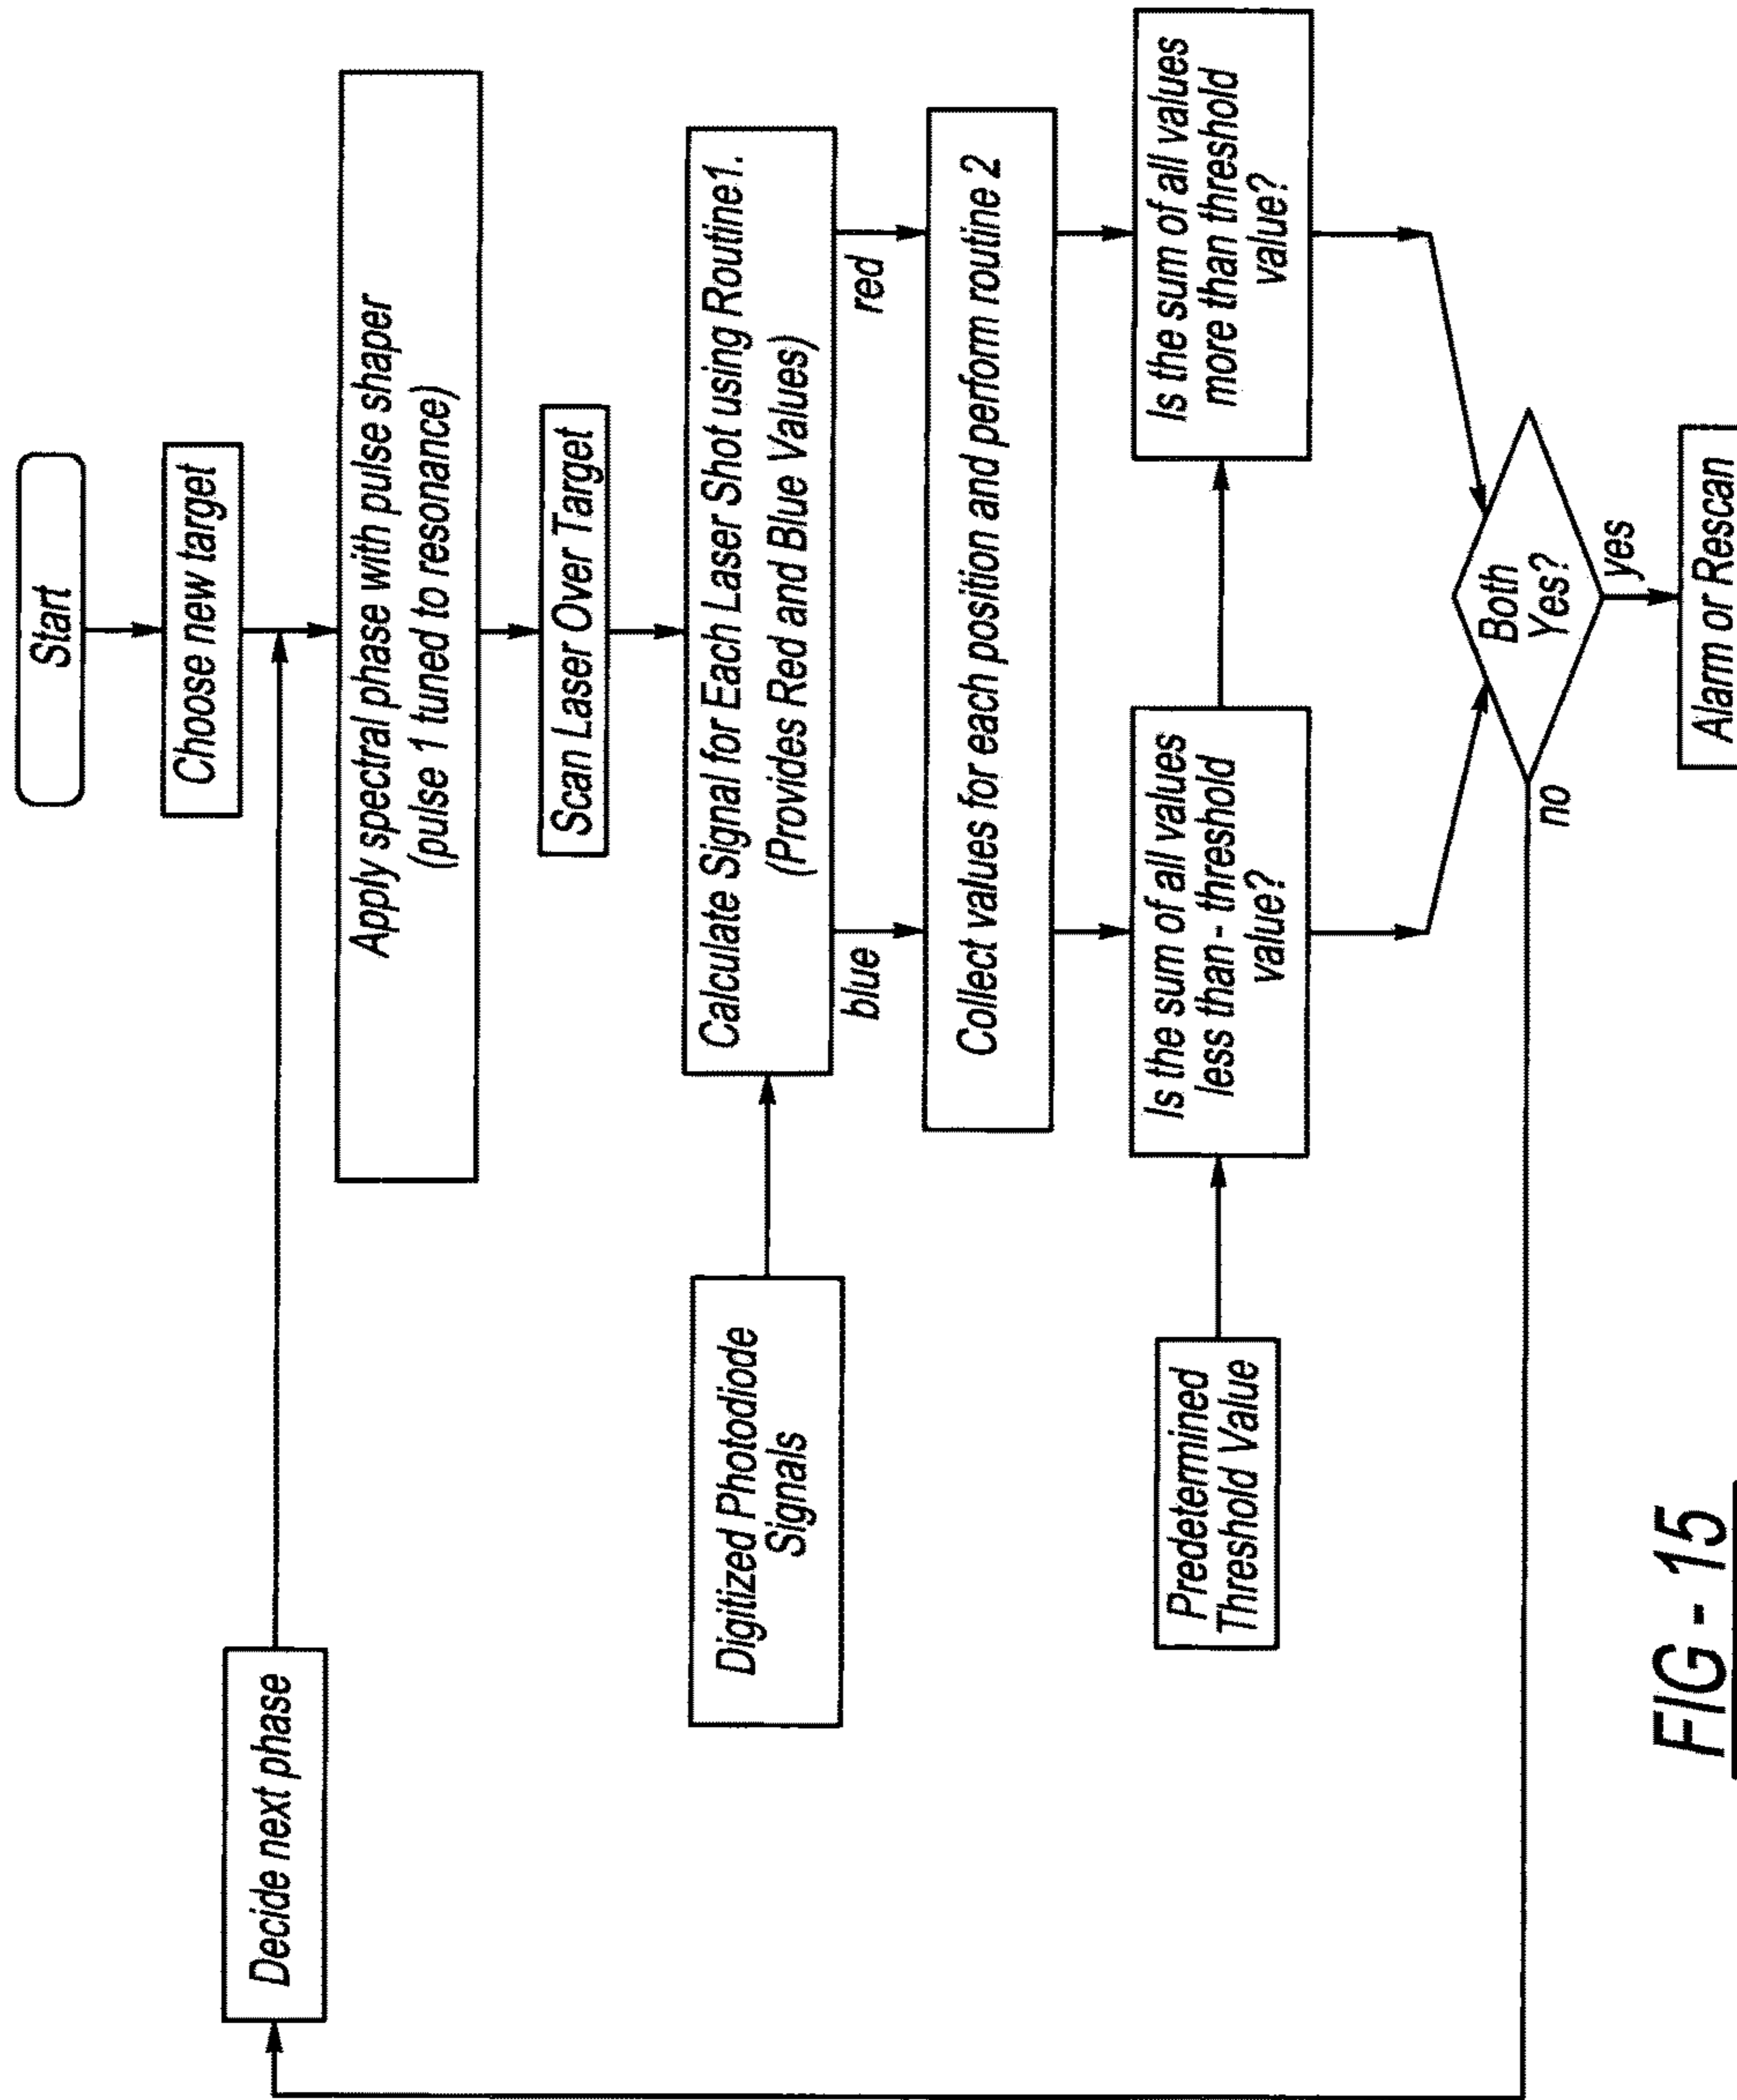 Start
Choose new target
Decide next phase
Apply spectral phase with pulse shaper
(pulse 1 tuned to resonance)
Scan Laser Over Target
Digitized Photodiode
Signals
Calculate Signal for Each Laser Shot using Routine1.
(Provides Red and Blue Values)
blue
red
Collect values for each position and perform routine 2
Predetermined
Threshold Value
Is the sum of all values
less than - threshold
value?
Is the sum of all values
more than threshold
value?
Both
Yes?
no
yes
Alarm or Rescan
FIG - 15